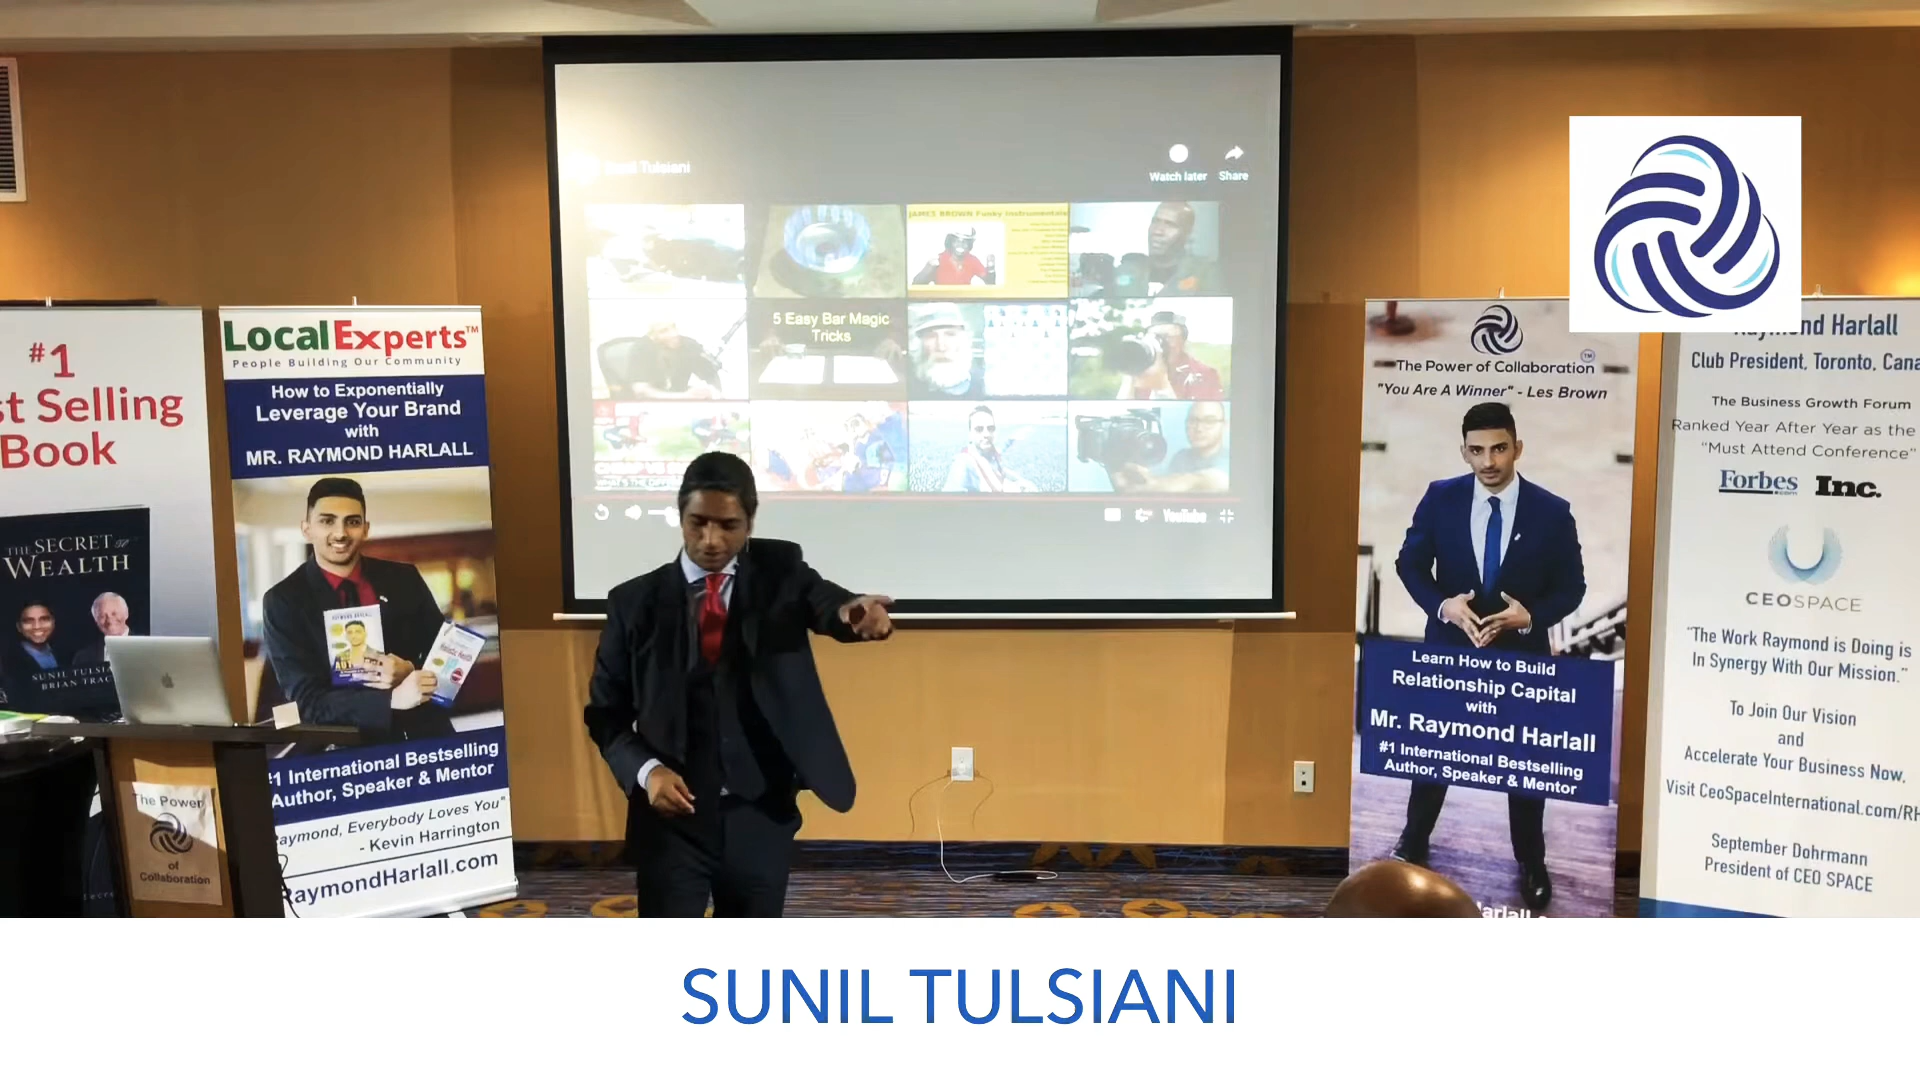 #1
st Selling
Book
THE SECRET to
WEALTH
SUNIL TULSIA
BRIAN TRAC
LocalExperts™
People Building Our Community
How to Exponentially
Leverage Your Brand
with
MR. RAYMOND HARLALL
#1 International Bestselling
Author, Speaker & Mentor
Raymond, Everybody Loves You"
- Kevin Harrington
RaymondHarlall.com
The Power
of
Collaboration
Sunil Tulsiani
Watch later
Share
JAMES BROWN Funky Instrumentals
5 Easy Bar Magic
Tricks
YouTube
The Power of Collaboration
TM
"You Are A Winner" - Les Brown
Learn How to Build
Relationship Capital
with
Mr. Raymond Harlall
#1 International Bestselling
Author, Speaker & Mentor
Harlall.c
Raymond Harlall
Club President, Toronto, Cana
The Business Growth Forum
Ranked Year After Year as the
"Must Attend Conference"
Forbes
.com
Inc.
CEOSPACE
"The Work Raymond is Doing is
In Synergy With Our Mission."
To Join Our Vision
and
Accelerate Your Business Now.
Visit CeoSpaceInternational.com/RH
September Dohrmann
President of CEO SPACE
SUNIL TULSIANI